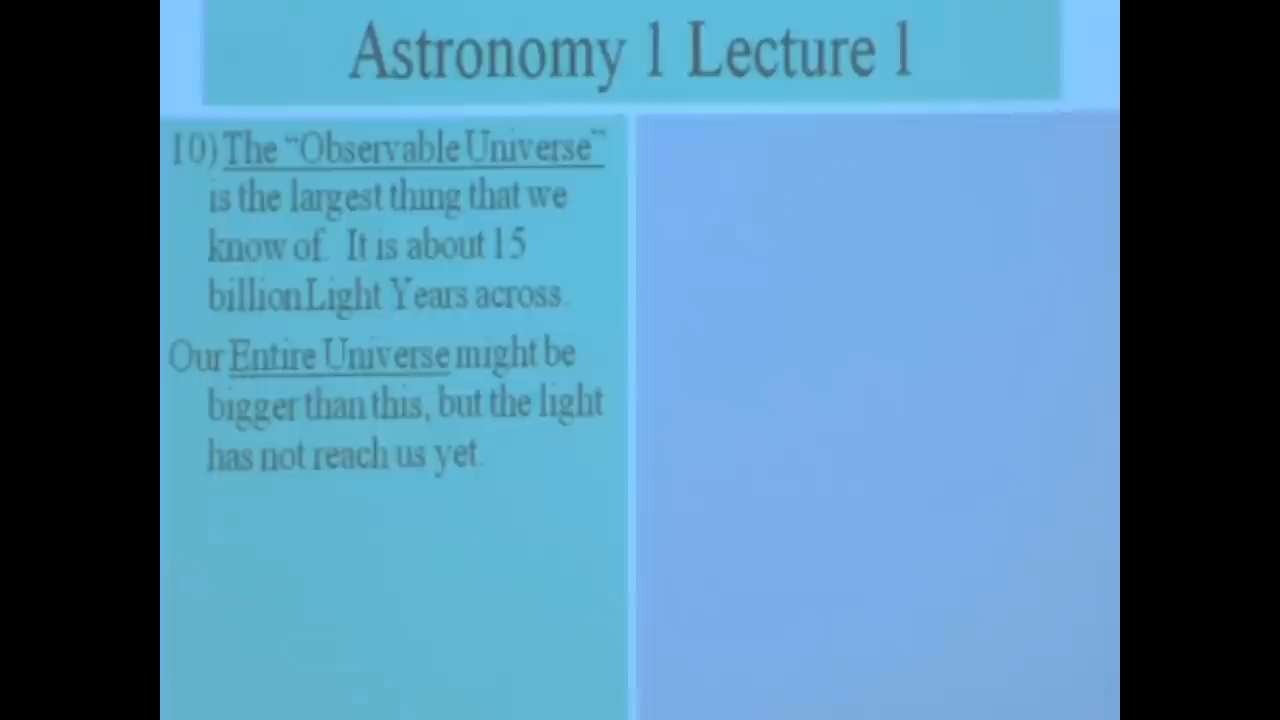 Astronomy 1 Lecture 1
10) The "Observable Universe"
is the largest thing that we
know of. It is about 15
billion Light Years across.
Our Entire Universe might be
bigger than this, but the light
has not reach us yet.